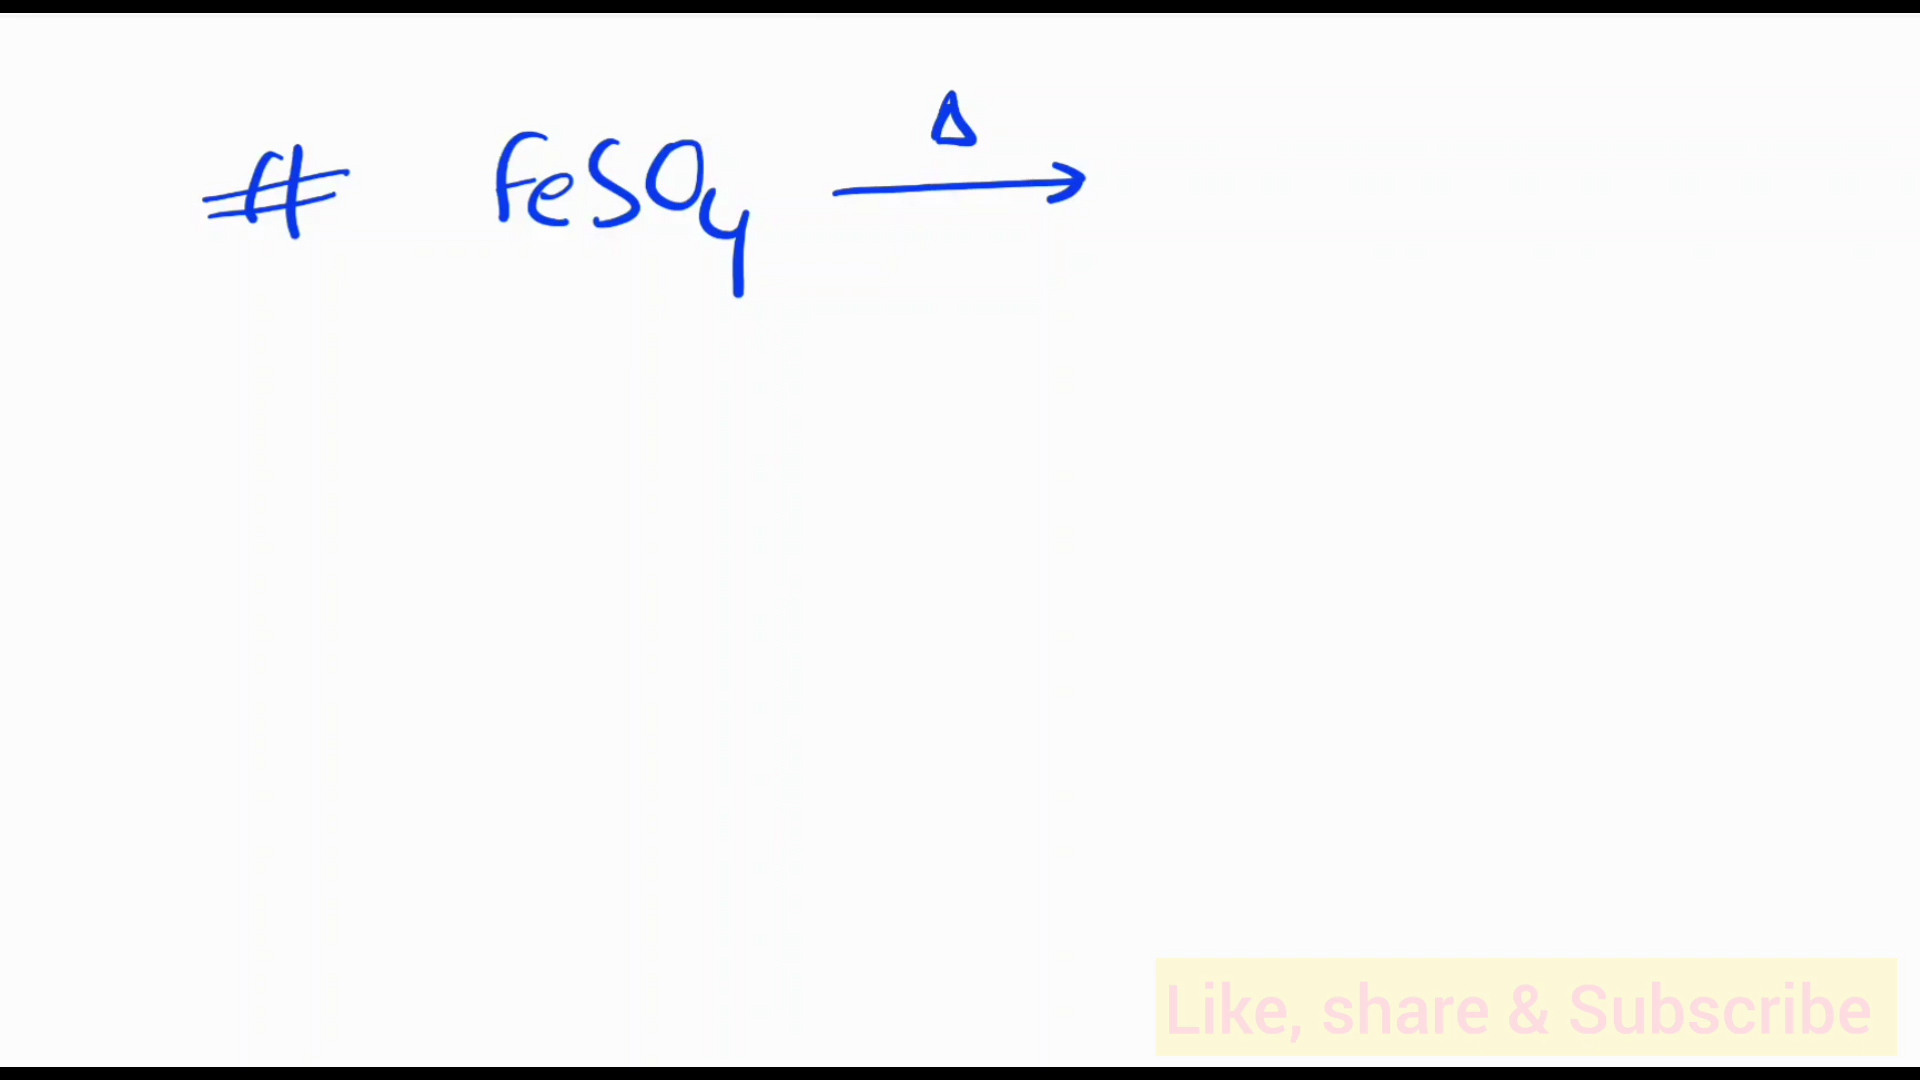 # FeSO₄ Δ→
Like, share & Subscribe